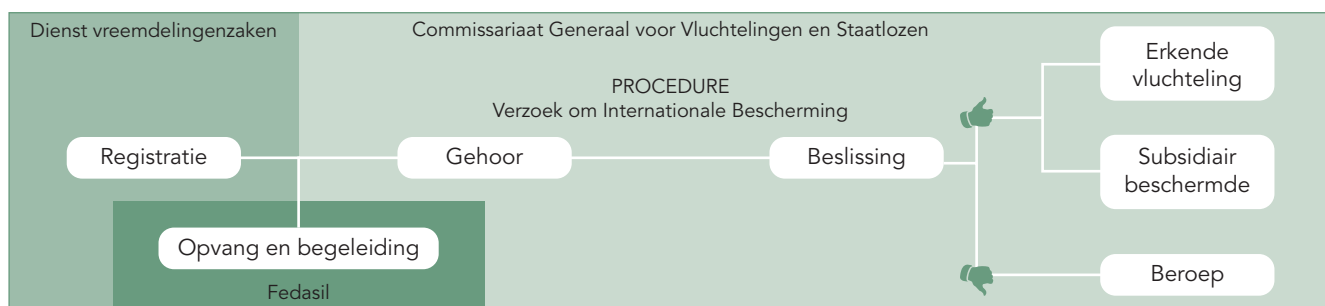 Dienst vreemdelingenzaken
Commissariaat Generaal voor Vluchtelingen en Staatlozen
PROCEDURE
Verzoek om Internationale Bescherming
Registratie
Gehoor
Beslissing
Erkende
vluchteling
Subsidiair
beschermde
Opvang en begeleiding
Fedasil
Beroep